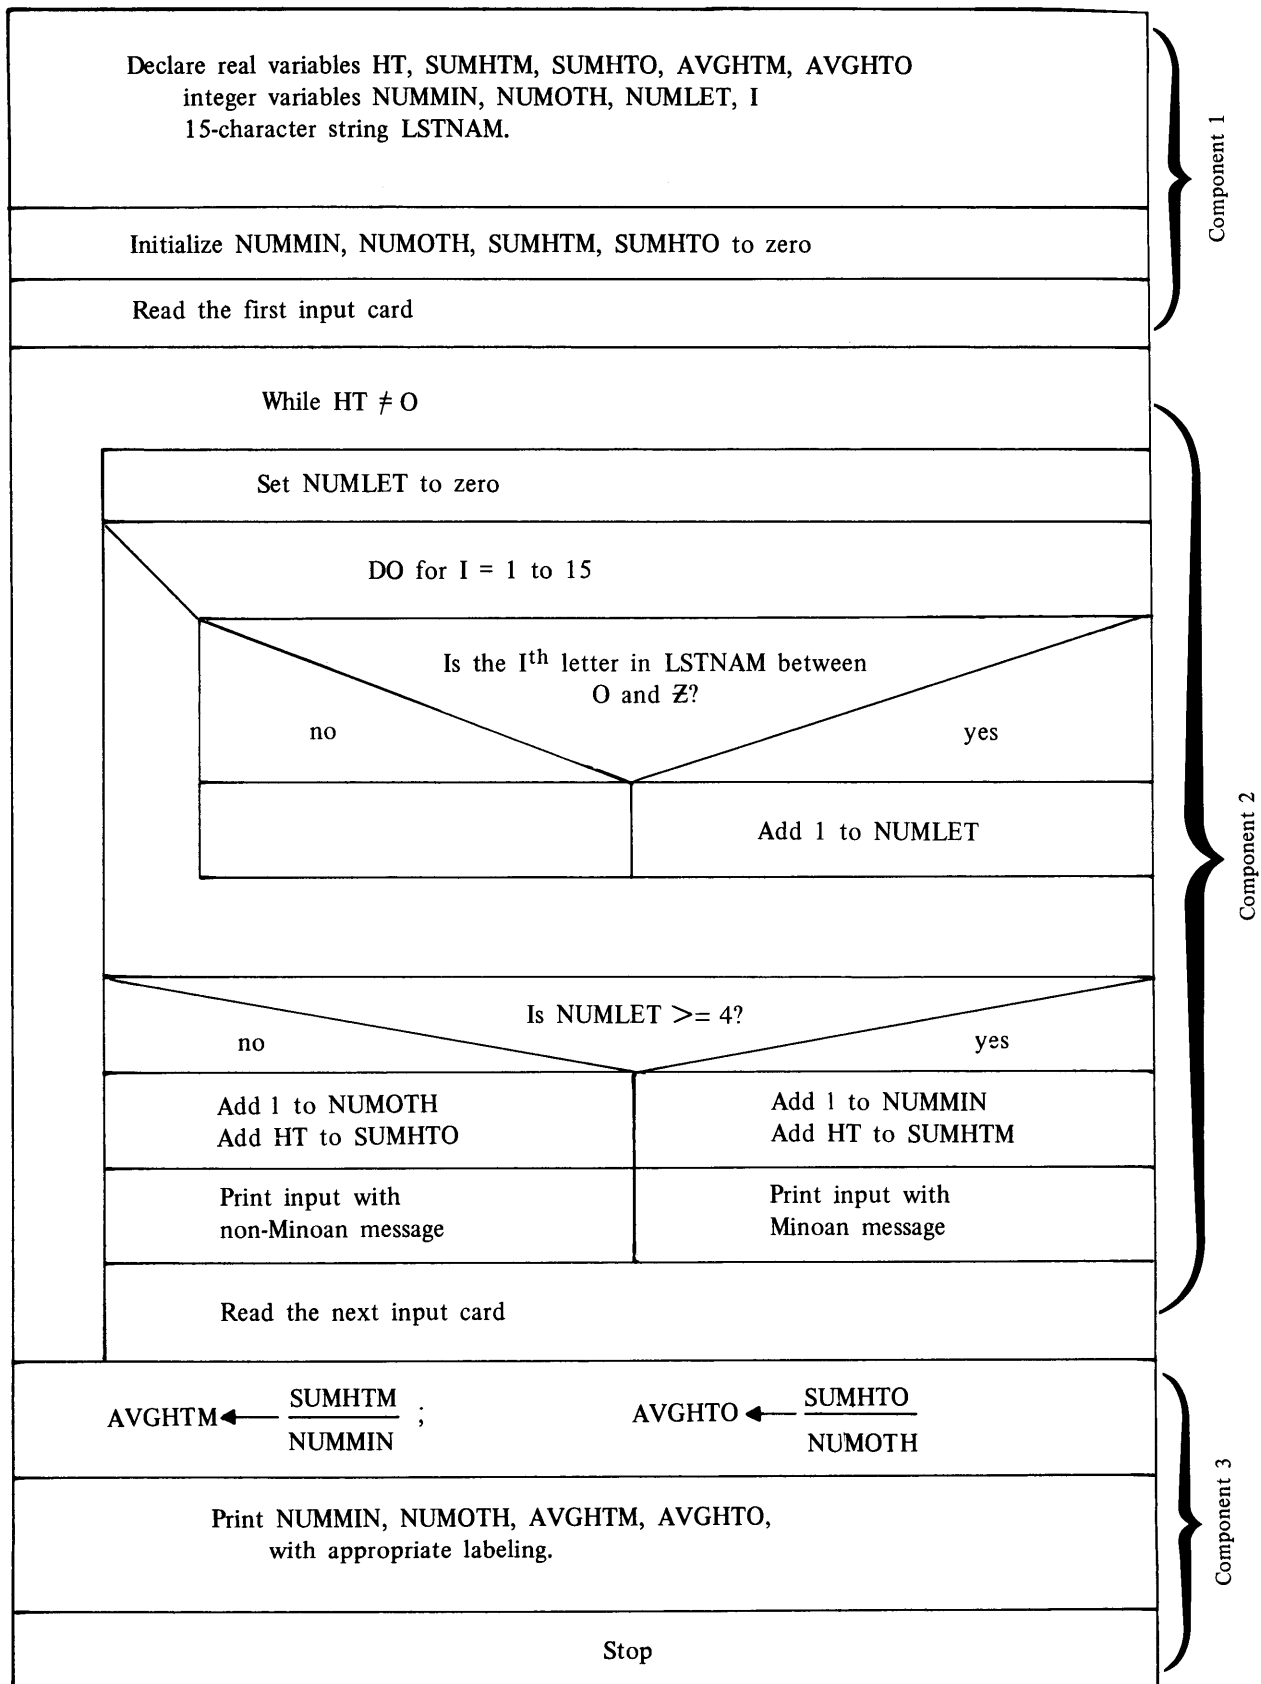 Declare real variables HT, SUMHTM, SUMHTO, AVGHTM, AVGHTO
integer variables NUMMIN, NUMOTH, NUMLET, I
15-character string LSTNAM.
Component 1
Initialize NUMMIN, NUMOTH, SUMHTM, SUMHTO to zero
Read the first input card
While HT ≠ O
Set NUMLET to zero
DO for I = 1 to 15
Is the Ith letter in LSTNAM between
O and Ƶ?
no
yes
Add 1 to NUMLET
Component 2
Is NUMLET >= 4?
no
yes
Add 1 to NUMOTH
Add HT to SUMHTO
Add 1 to NUMMIN
Add HT to SUMHTM
Print input with
non-Minoan message
Print input with
Minoan message
Read the next input card
AVGHTM ← SUMHTM / NUMMIN ;
AVGHTO ← SUMHTO / NUMOTH
Print NUMMIN, NUMOTH, AVGHTM, AVGHTO,
with appropriate labeling.
Component 3
Stop